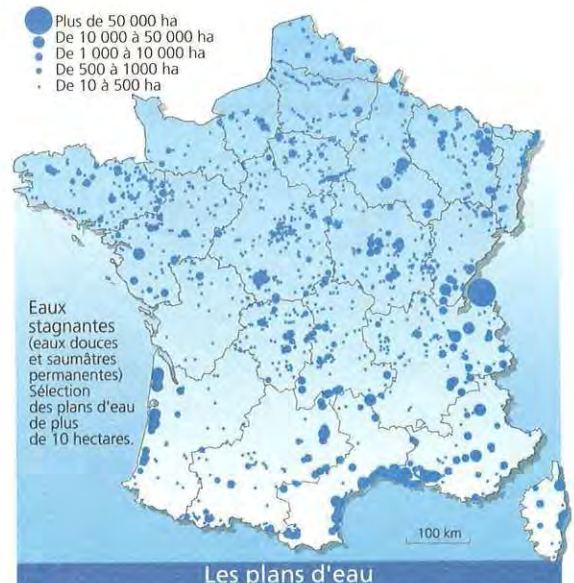 Plus de 50 000 ha
De 10 000 à 50 000 ha
De 1 000 à 10 000 ha
De 500 à 1000 ha
De 10 à 500 ha
Eaux
stagnantes
(eaux douces
et saumâtres
permanentes)
Sélection
des plans d'eau
de plus
de 10 hectares.
100 km
Les plans d'eau